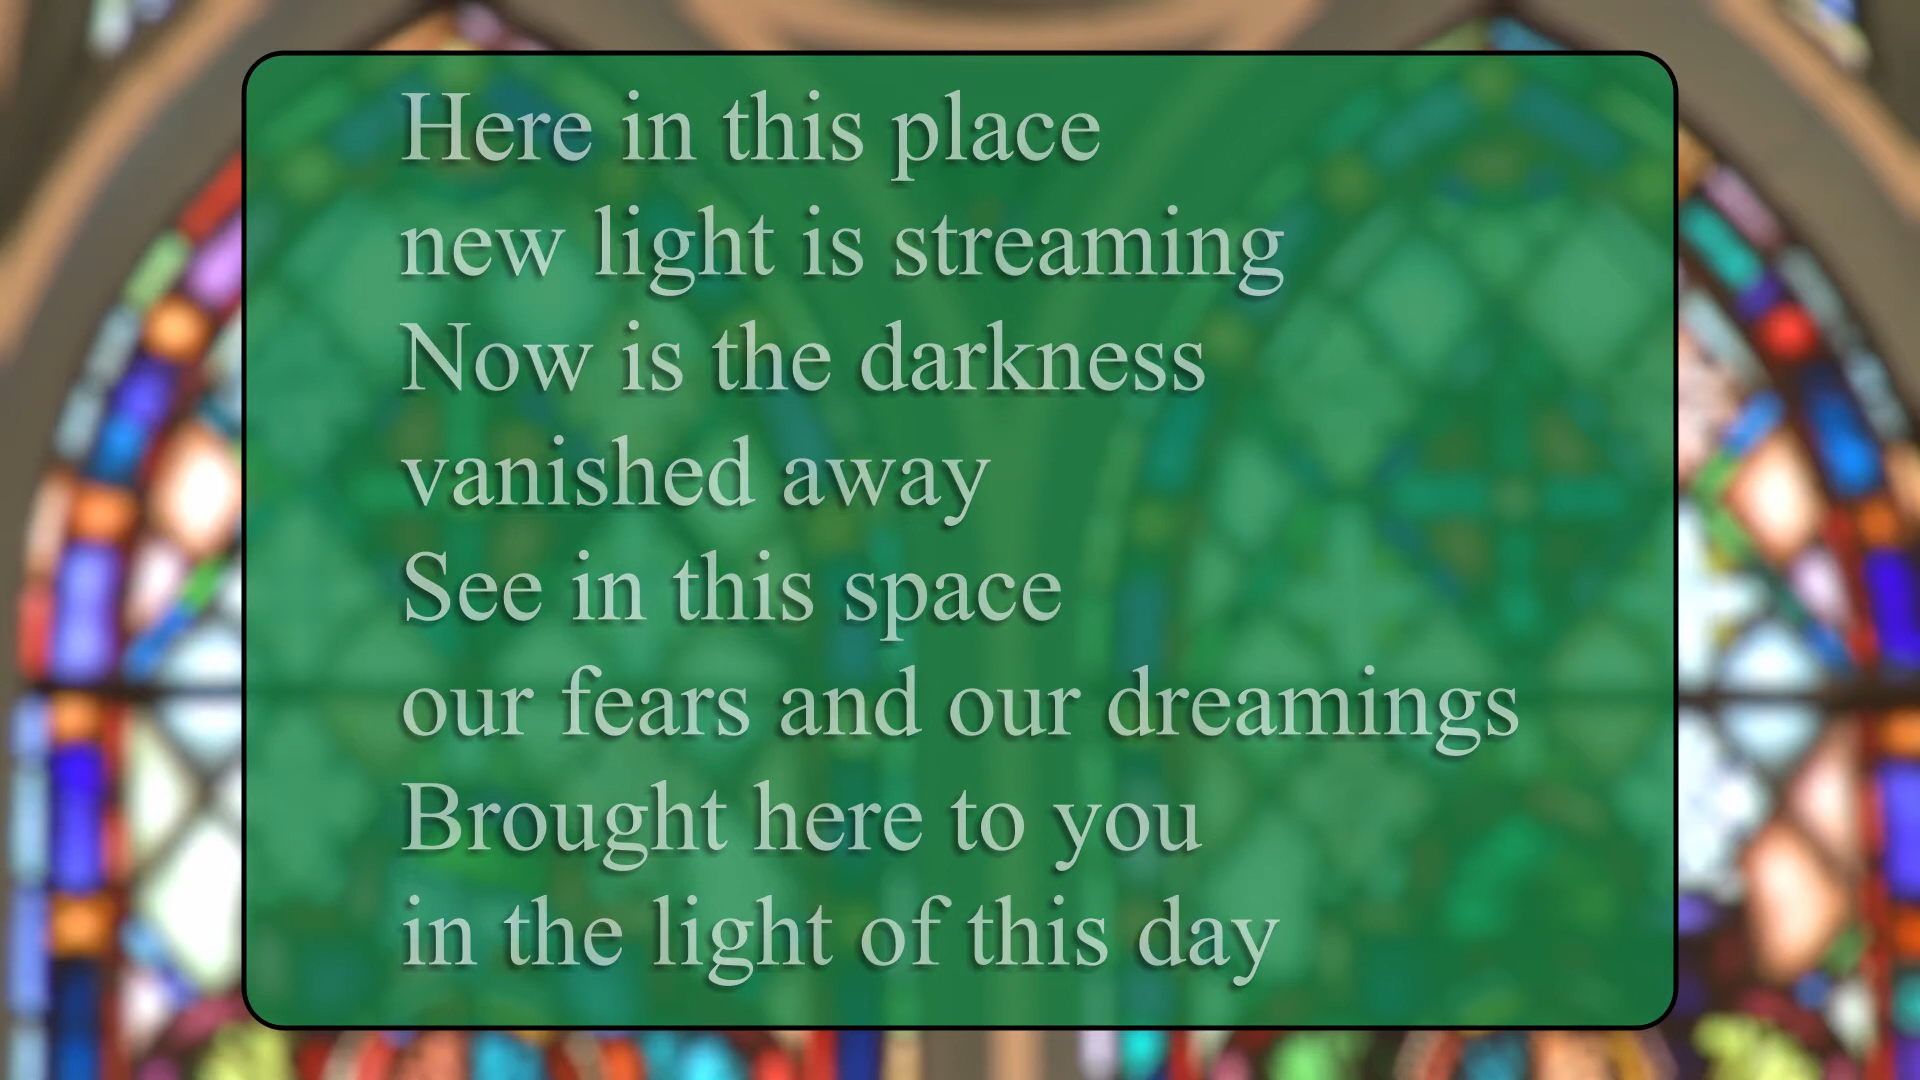 Here in this place
new light is streaming
Now is the darkness
vanished away
See in this space
our fears and our dreamings
Brought here to you
in the light of this day